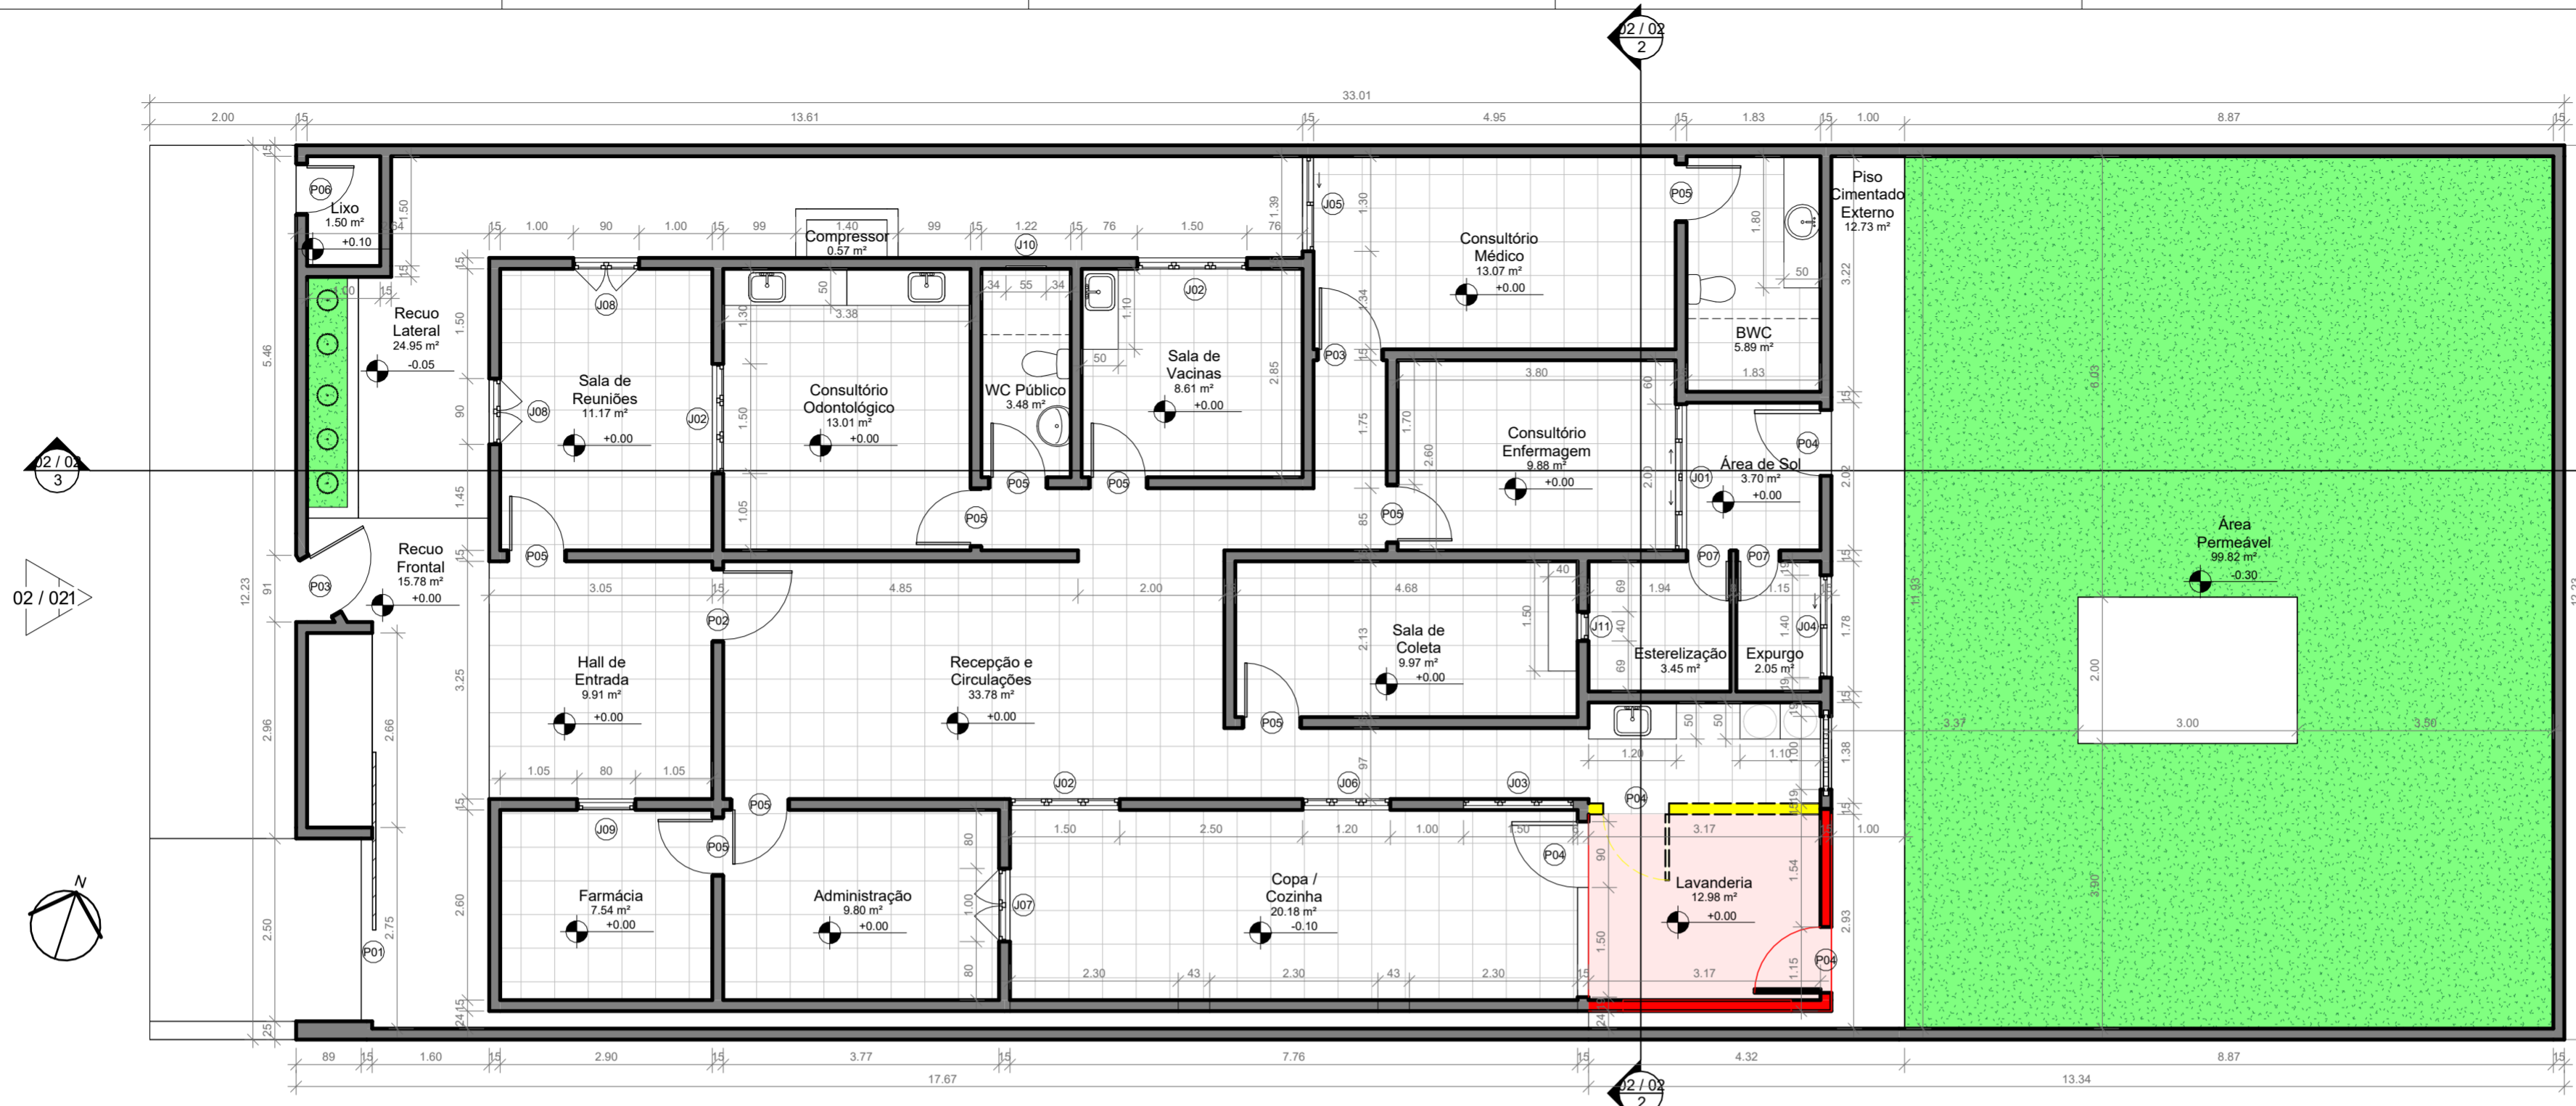 02 / 02
2
33.01
2.00
15
13.61
15
4.95
15
1.83
15
1.00
8.87
15
P06
Lixo
1.50 m²
+0.10
1.50
64
15
1.00
90
1.00
15
99
1.40
99
15
1.22
15
76
1.50
76
1.39
Compressor
0.57 m²
J10
J05
1.30
P05
1.80
50
Piso
Cimentado
Externo
12.73 m²
3.22
Consultório
Médico
13.07 m²
+0.00
1.00
15
Recuo
Lateral
24.95 m²
-0.05
5.46
1.50
90
1.45
J08
J08
Sala de
Reuniões
11.17 m²
+0.00
J02
1.30
1.50
1.05
50
3.38
Consultório
Odontológico
13.01 m²
+0.00
34
55
34
WC Público
3.48 m²
J02
1.10
50
Sala de
Vacinas
8.61 m²
+0.00
2.85
1.34
P03
15
3.80
60
1.75
1.70
2.60
2.00
Consultório
Enfermagem
9.88 m²
+0.00
BWC
5.89 m²
1.83
P04
Área de Sol
3.70 m²
+0.00
J01
2.02
6.03
02 / 02
3
P05
P05
P05
P05
P05
85
P07
P07
Área
Permeável
99.82 m²
-0.30
Recuo
Frontal
15.78 m²
+0.00
P03
91
12.23
02 / 021
3.05
15
4.85
2.00
4.68
40
69
1.94
1.15
19
P02
1.50
2.13
J11
40
69
1.40
J04
1.78
11.93
12.23
Sala de
Coleta
9.97 m²
+0.00
Esterelização
3.45 m²
Expurgo
2.05 m²
19
Hall de
Entrada
9.91 m²
+0.00
Recepção e
Circulações
33.78 m²
+0.00
3.25
2.66
2.96
P05
50
50
1.20
1.10
1.00
1.38
2.00
3.37
3.00
3.50
97
1.05
80
1.05
J02
J06
J03
P04
P05
J09
P05
80
1.50
2.50
1.20
1.00
1.50
3.17
1.00
P04
90
1.54
Farmácia
7.54 m²
+0.00
Administração
9.80 m²
+0.00
1.00
J07
Copa /
Cozinha
20.18 m²
-0.10
Lavanderia
12.98 m²
+0.00
2.93
3.90
N
2.50
2.75
2.60
P01
80
2.30
43
2.30
43
2.30
15
1.50
3.17
1.15
P04
25
24
15
24
89
15
1.60
15
2.90
15
3.77
15
7.76
15
4.32
8.87
15
17.67
02 / 02
2
13.34